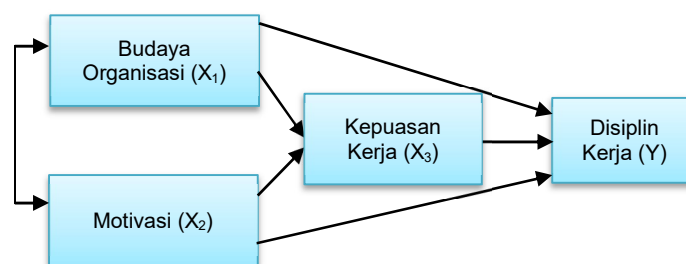 Budaya
Organisasi (X₁)
Kepuasan
Kerja (X₃)
Disiplin
Kerja (Y)
Motivasi (X₂)